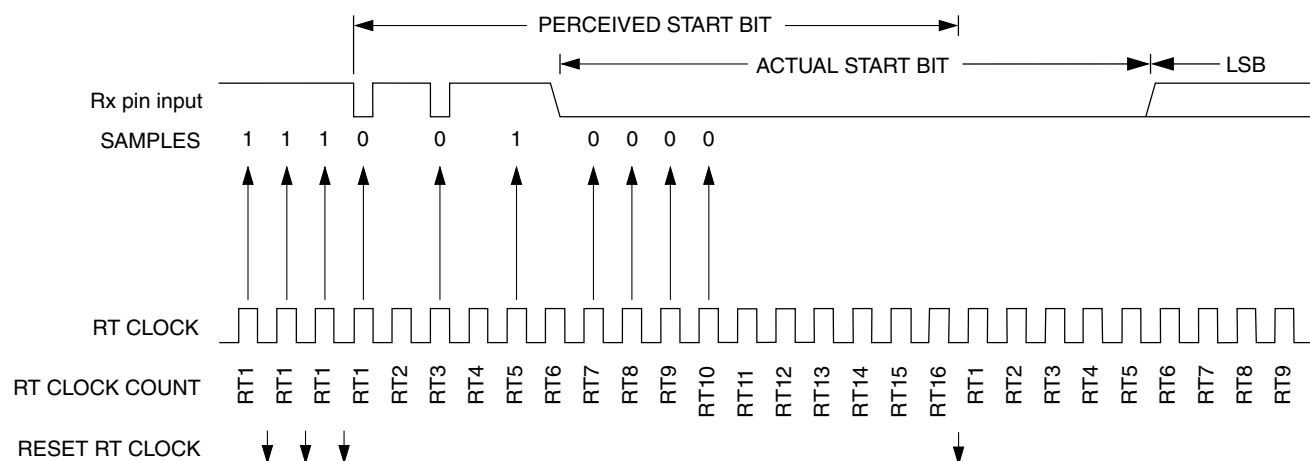 PERCEIVED START BIT
ACTUAL START BIT
LSB
Rx pin input
SAMPLES 1 1 1 0 0 1 0 0 0 0
RT CLOCK
RT CLOCK COUNT RT1 RT1 RT1 RT1 RT2 RT3 RT4 RT5 RT6 RT7 RT8 RT9 RT10 RT11 RT12 RT13 RT14 RT15 RT16 RT1 RT2 RT3 RT4 RT5 RT6 RT7 RT8 RT9
RESET RT CLOCK